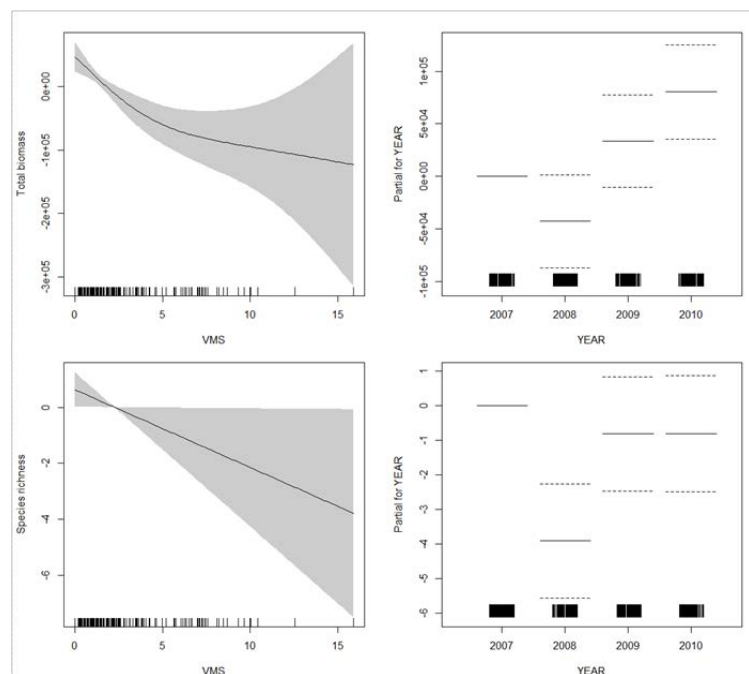 Total biomass
0e+00
-1e+05
-2e+05
-3e+05
0 5 10 15
VMS
Partial for YEAR
1e+05
5e+04
0e+00
-5e+04
-1e+05
2007 2008 2009 2010
YEAR
Species richness
0
-2
-4
-6
0 5 10 15
VMS
Partial for YEAR
1
0
-1
-2
-3
-4
-5
-6
2007 2008 2009 2010
YEAR